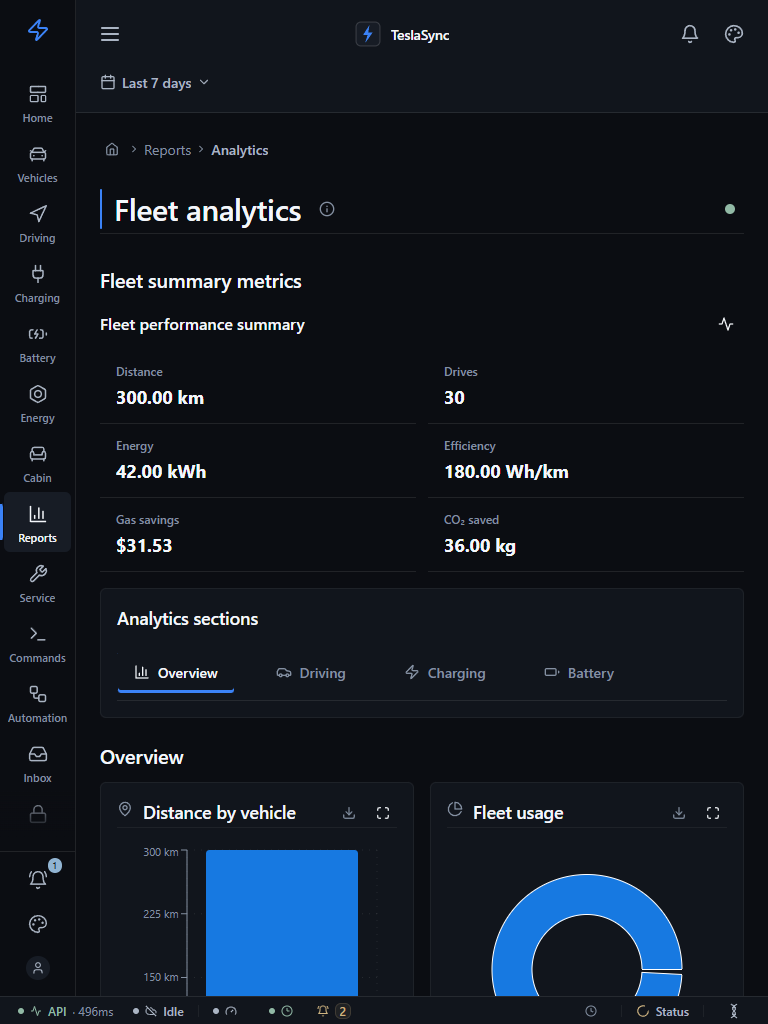 TeslaSync
Last 7 days
Home
Vehicles
Driving
Charging
Battery
Energy
Cabin
Reports
Service
Commands
Automation
Inbox
1
Reports
Analytics
Fleet analytics
Fleet summary metrics
Fleet performance summary
Distance
300.00 km
Drives
30
Energy
42.00 kWh
Efficiency
180.00 Wh/km
Gas savings
$31.53
CO₂ saved
36.00 kg
Analytics sections
Overview
Driving
Charging
Battery
Overview
Distance by vehicle
300 km
225 km
150 km
Fleet usage
API · 496ms
Idle
2
Status